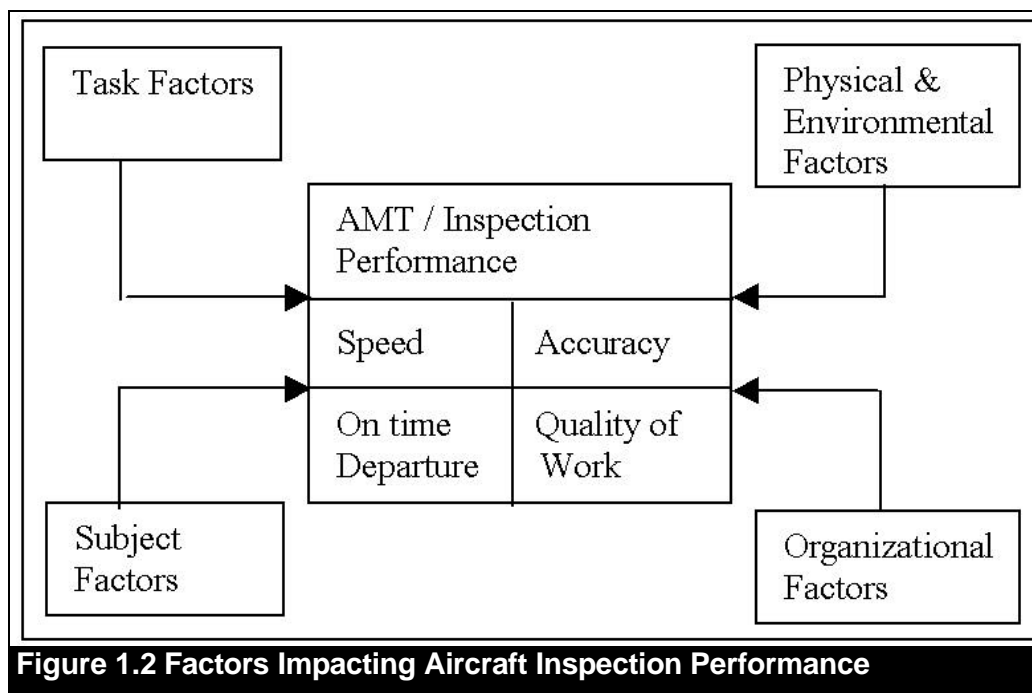 Task Factors
Physical &
Environmental
Factors
AMT / Inspection
Performance
Speed
Accuracy
On time
Departure
Quality of
Work
Subject
Factors
Organizational
Factors
Figure 1.2 Factors Impacting Aircraft Inspection Performance